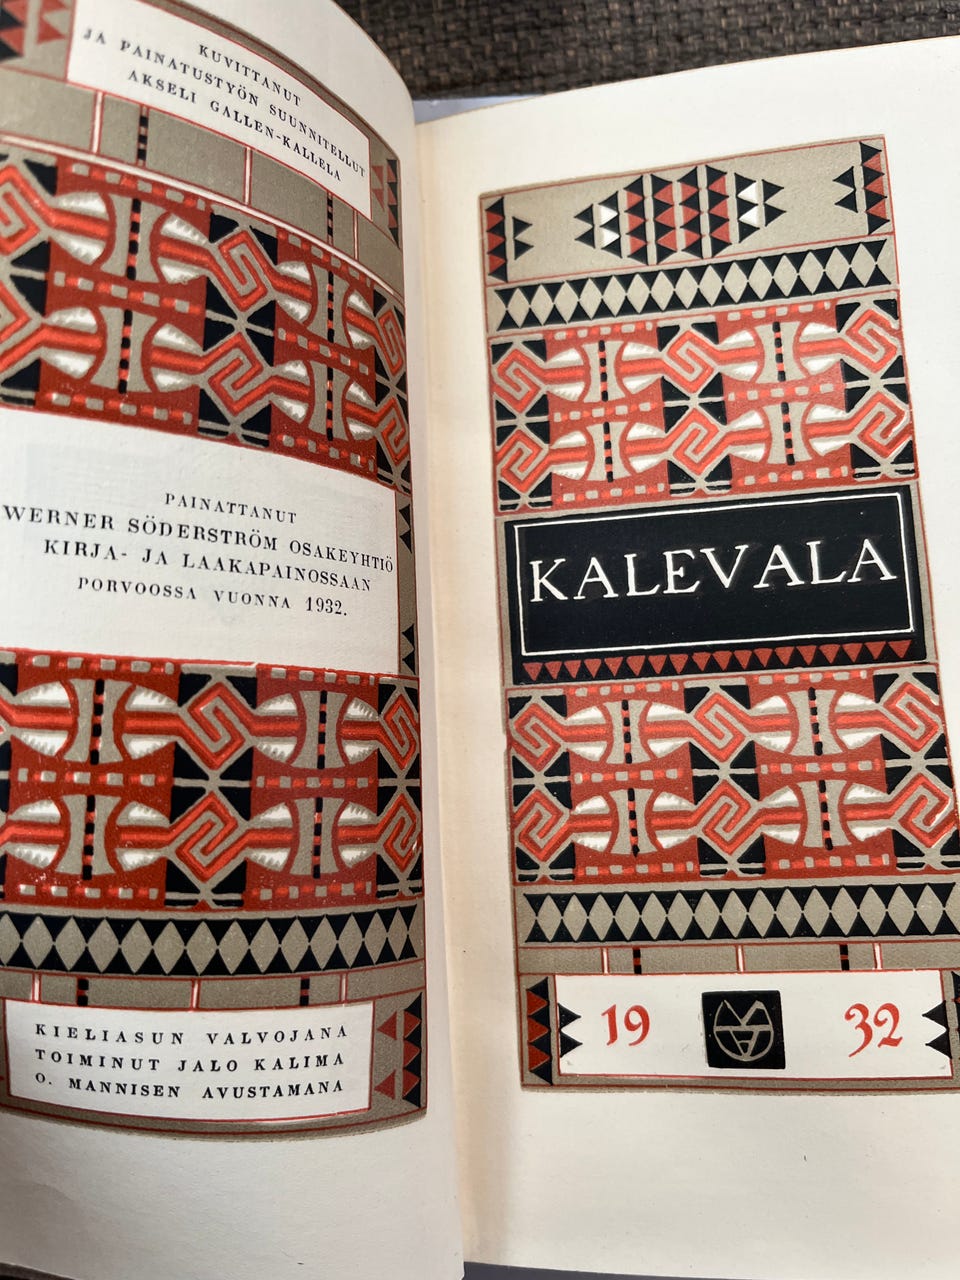 KUVITTANUT
JA PAINATUSTYÖN SUUNNITELLUT
AKSELI GALLEN-KALLELA
PAINATTANUT
WERNER SÖDERSTRÖM OSAKEYHTIÖ
KIRJA- JA LAAKAPAINOSSAAN
PORVOOSSA VUONNA 1932.
KIELIASUN VALVOJANA
TOIMINUT JALO KALIMA
O. MANNISEN AVUSTAMANA
KALEVALA
19 32